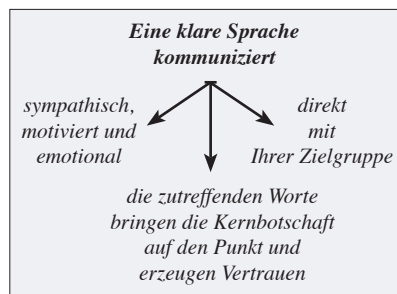 Eine klare Sprache
kommuniziert
sympathisch,
motiviert und
emotional
direkt
mit
Ihrer Zielgruppe
die zutreffenden Worte
bringen die Kernbotschaft
auf den Punkt und
erzeugen Vertrauen